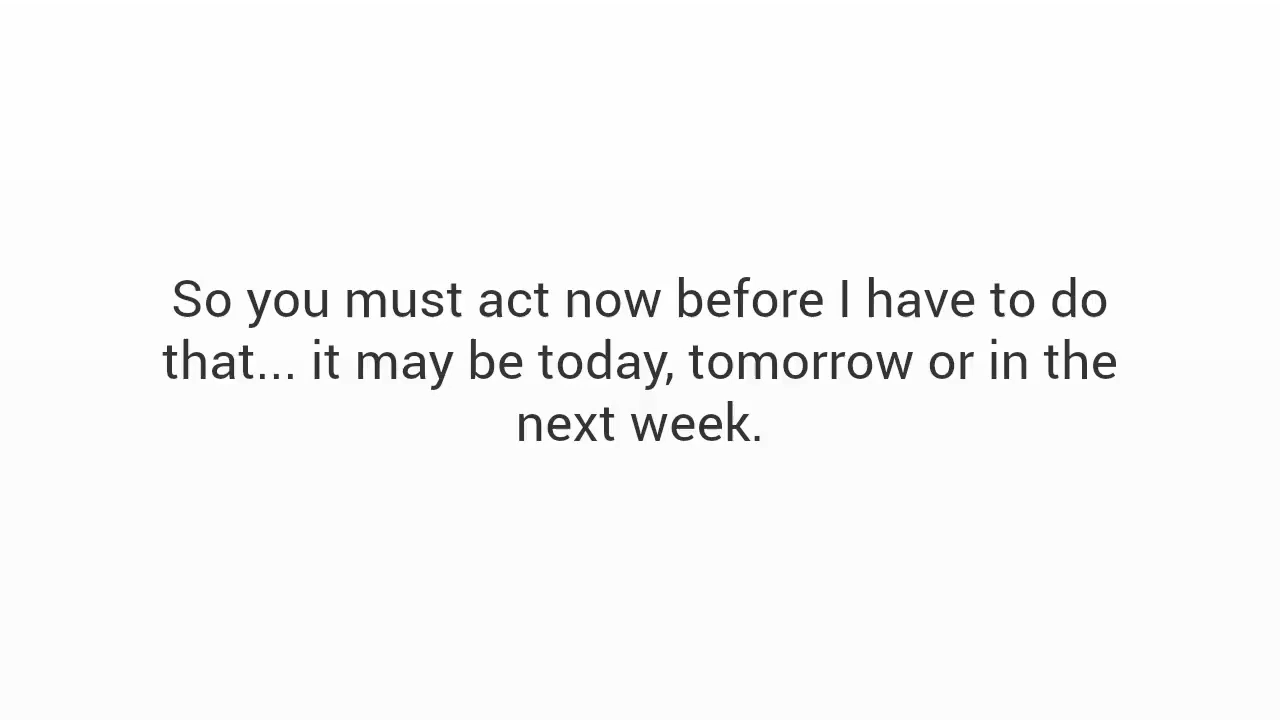 So you must act now before I have to do
that... it may be today, tomorrow or in the
next week.